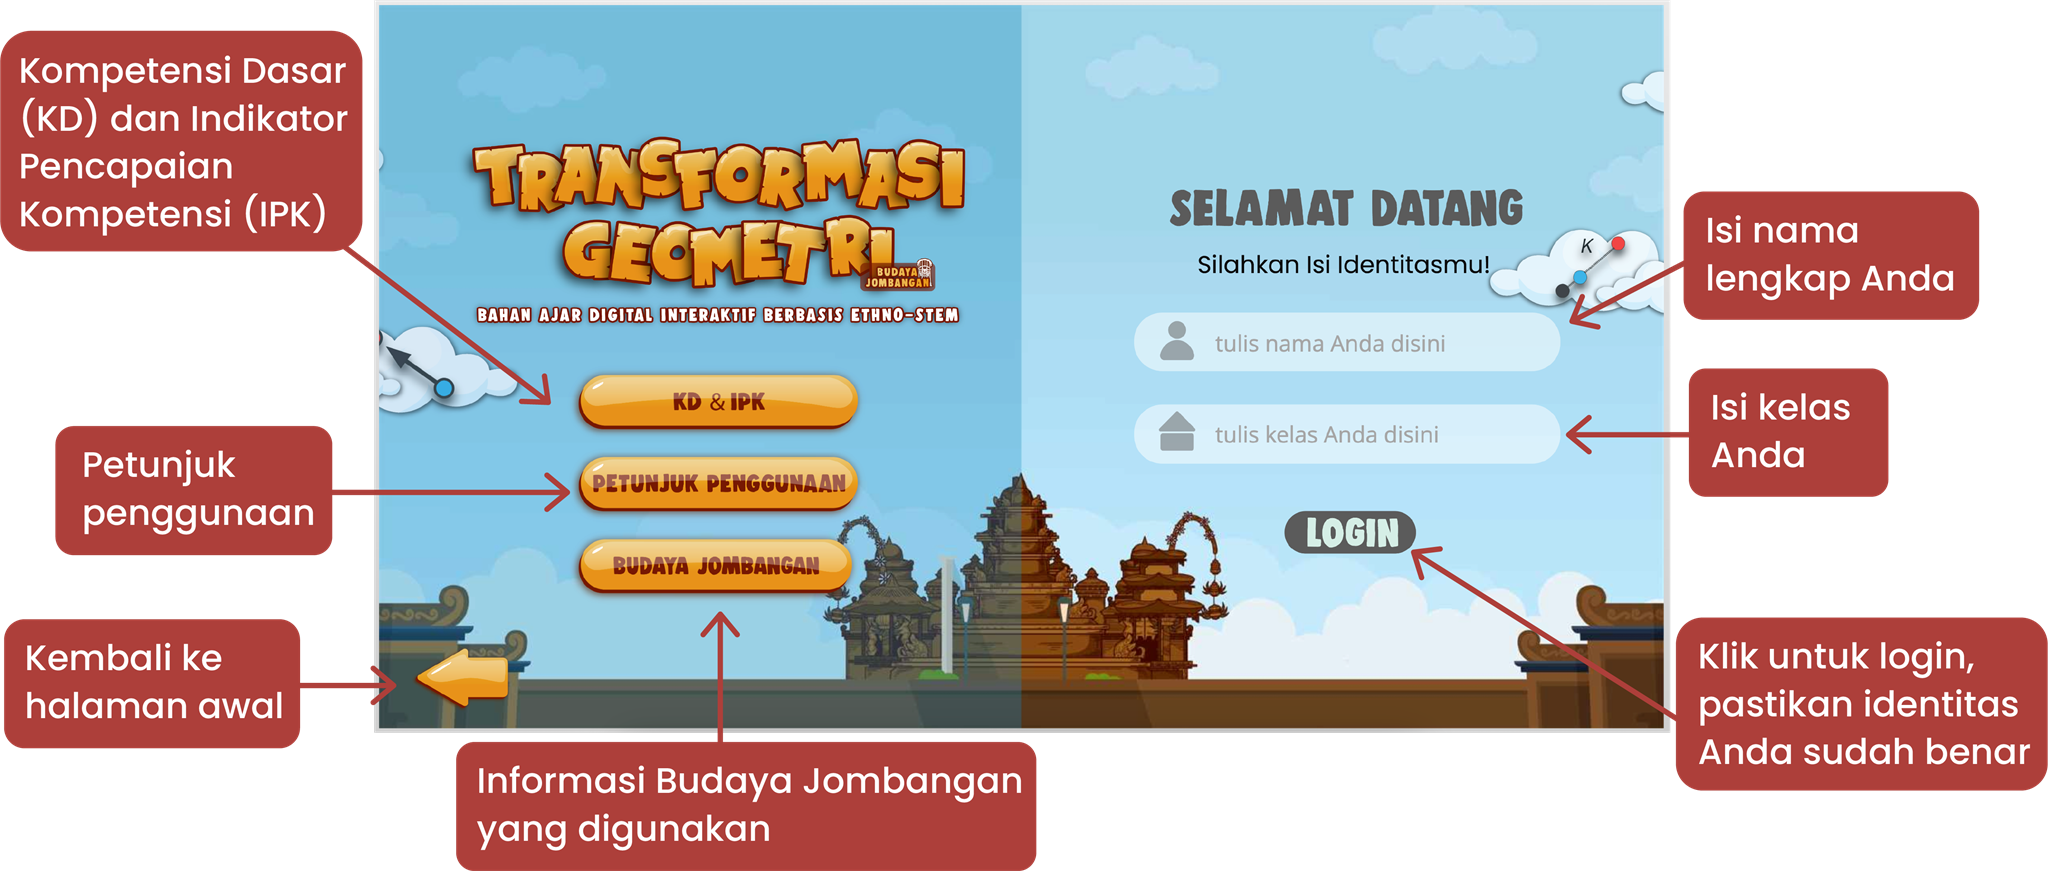 Kompetensi Dasar
(KD) dan Indikator
Pencapaian
Kompetensi (IPK)
Petunjuk
penggunaan
Kembali ke
halaman awal
TRANSFORMASI
GEOMETRI
BUDAYA
JOMBANGAN
BAHAN AJAR DIGITAL INTERAKTIF BERBASIS ETHNO-STEM
KD & IPK
PETUNJUK PENGGUNAAN
BUDAYA JOMBANGAN
Informasi Budaya Jombangan
yang digunakan
SELAMAT DATANG
Silahkan Isi Identitasmu!
K
tulis nama Anda disini
tulis kelas Anda disini
LOGIN
Isi nama
lengkap Anda
Isi kelas
Anda
Klik untuk login,
pastikan identitas
Anda sudah benar